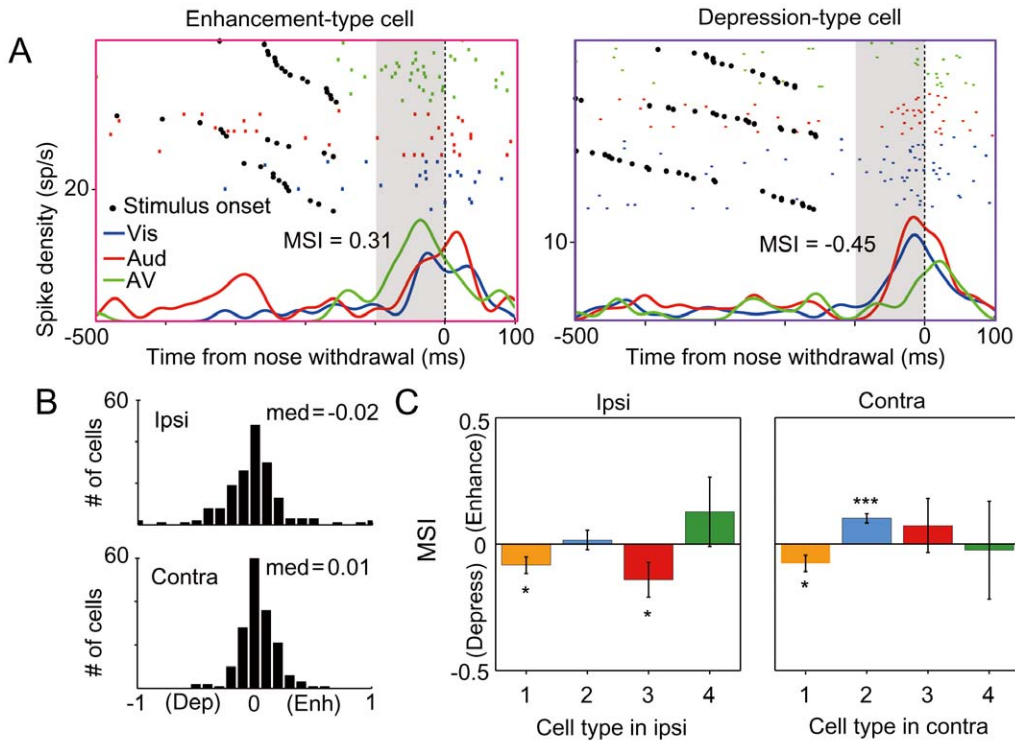 Enhancement-type cell
Depression-type cell
A
Spike density (sp/s)
20
Stimulus onset
Vis
Aud
AV
MSI = 0.31
-500
0
100
Time from nose withdrawal (ms)
10
MSI = -0.45
-500
0
100
Time from nose withdrawal (ms)
B
60
Ipsi
med=-0.02
# of cells
60
Contra
med=0.01
# of cells
-1
(Dep)
0
(Enh)
1
C
Ipsi
Contra
0.5
MSI
(Enhance)
0
(Depress)
-0.5
*
*
*
***
1 2 3 4
Cell type in ipsi
1 2 3 4
Cell type in contra